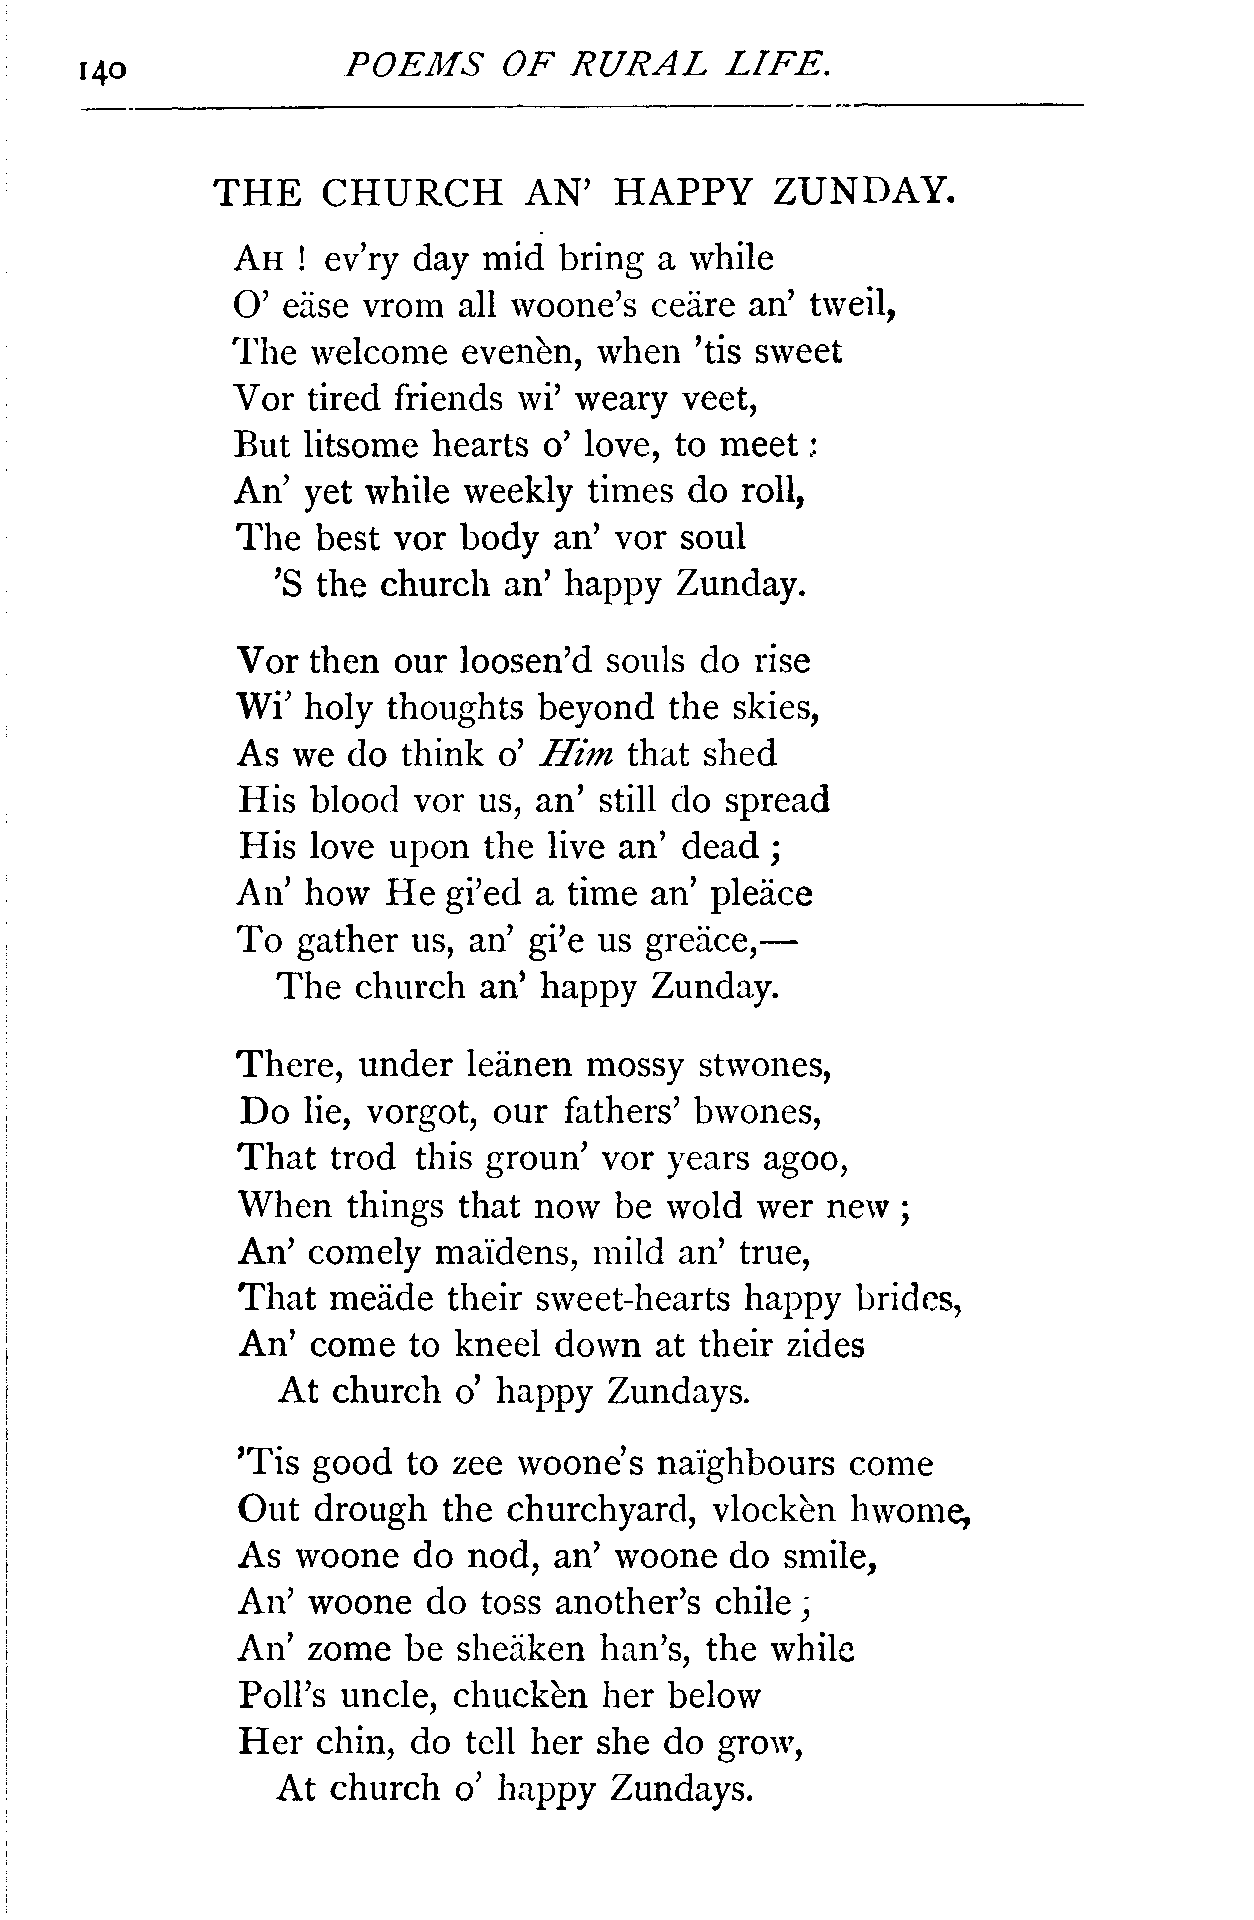 140 POEMS OF RURAL LIFE.
THE CHURCH AN' HAPPY ZUNDAY.
AH ! ev'ry day mid bring a while
O' eäse vrom all woone's ceäre an' tweil,
The welcome evenèn, when 'tis sweet
Vor tired friends wi' weary veet,
But litsome hearts o' love, to meet :
An' yet while weekly times do roll,
The best vor body an' vor soul
'S the church an' happy Zunday.
Vor then our loosen'd souls do rise
Wi' holy thoughts beyond the skies,
As we do think o' Him that shed
His blood vor us, an' still do spread
His love upon the live an' dead ;
An' how He gi'ed a time an' pleäce
To gather us, an' gi'e us greäce,—
The church an' happy Zunday.
There, under leänen mossy stwones,
Do lie, vorgot, our fathers' bwones,
That trod this groun' vor years agoo,
When things that now be wold wer new ;
An' comely maïdens, mild an' true,
That meäde their sweet-hearts happy brides,
An' come to kneel down at their zides
At church o' happy Zundays.
'Tis good to zee woone's naïghbours come
Out drough the churchyard, vlockèn hwome,
As woone do nod, an' woone do smile,
An' woone do toss another's chile ;
An' zome be sheäken han's, the while
Poll's uncle, chuckèn her below
Her chin, do tell her she do grow,
At church o' happy Zundays.